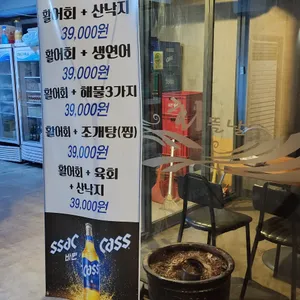 활어회 + 산낙지
39,000원
활어회 + 생연어
39,000원
활어회 + 해물3가지
39,000원
활어회 + 조개탕(찜)
39,000원
활어회 + 육회
+ 산낙지
39,000원
ssac
cass
cass